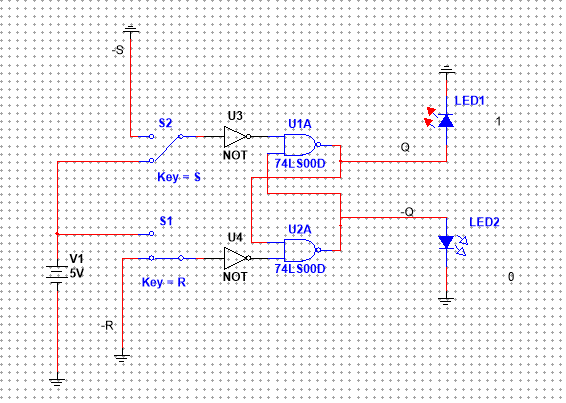 -S
S2
Key = S
U3
NOT
U1A
74LS00D
Q
LED1
1
S1
Key = R
V1
5V
U4
NOT
U2A
74LS00D
-Q
LED2
0
-R